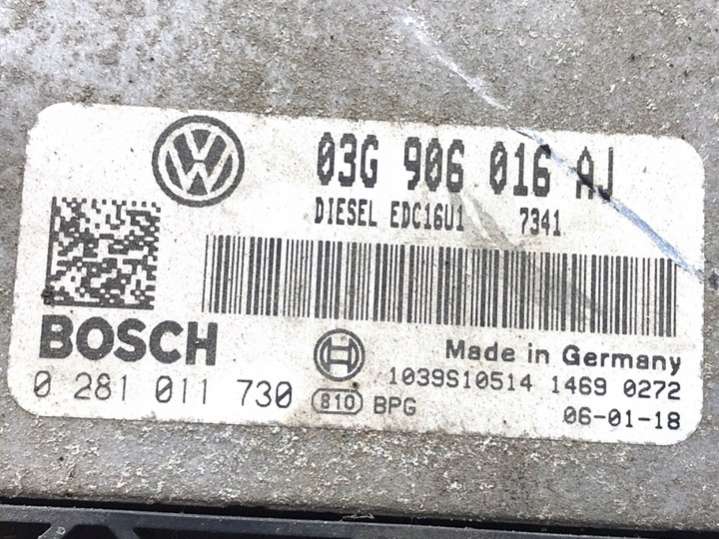 03G 906 016 AJ
DIESEL EDC16U1 7341
BOSCH
Made in Germany
1039S10514 1469 0272
0 281 011 730 810 BPG
06-01-18